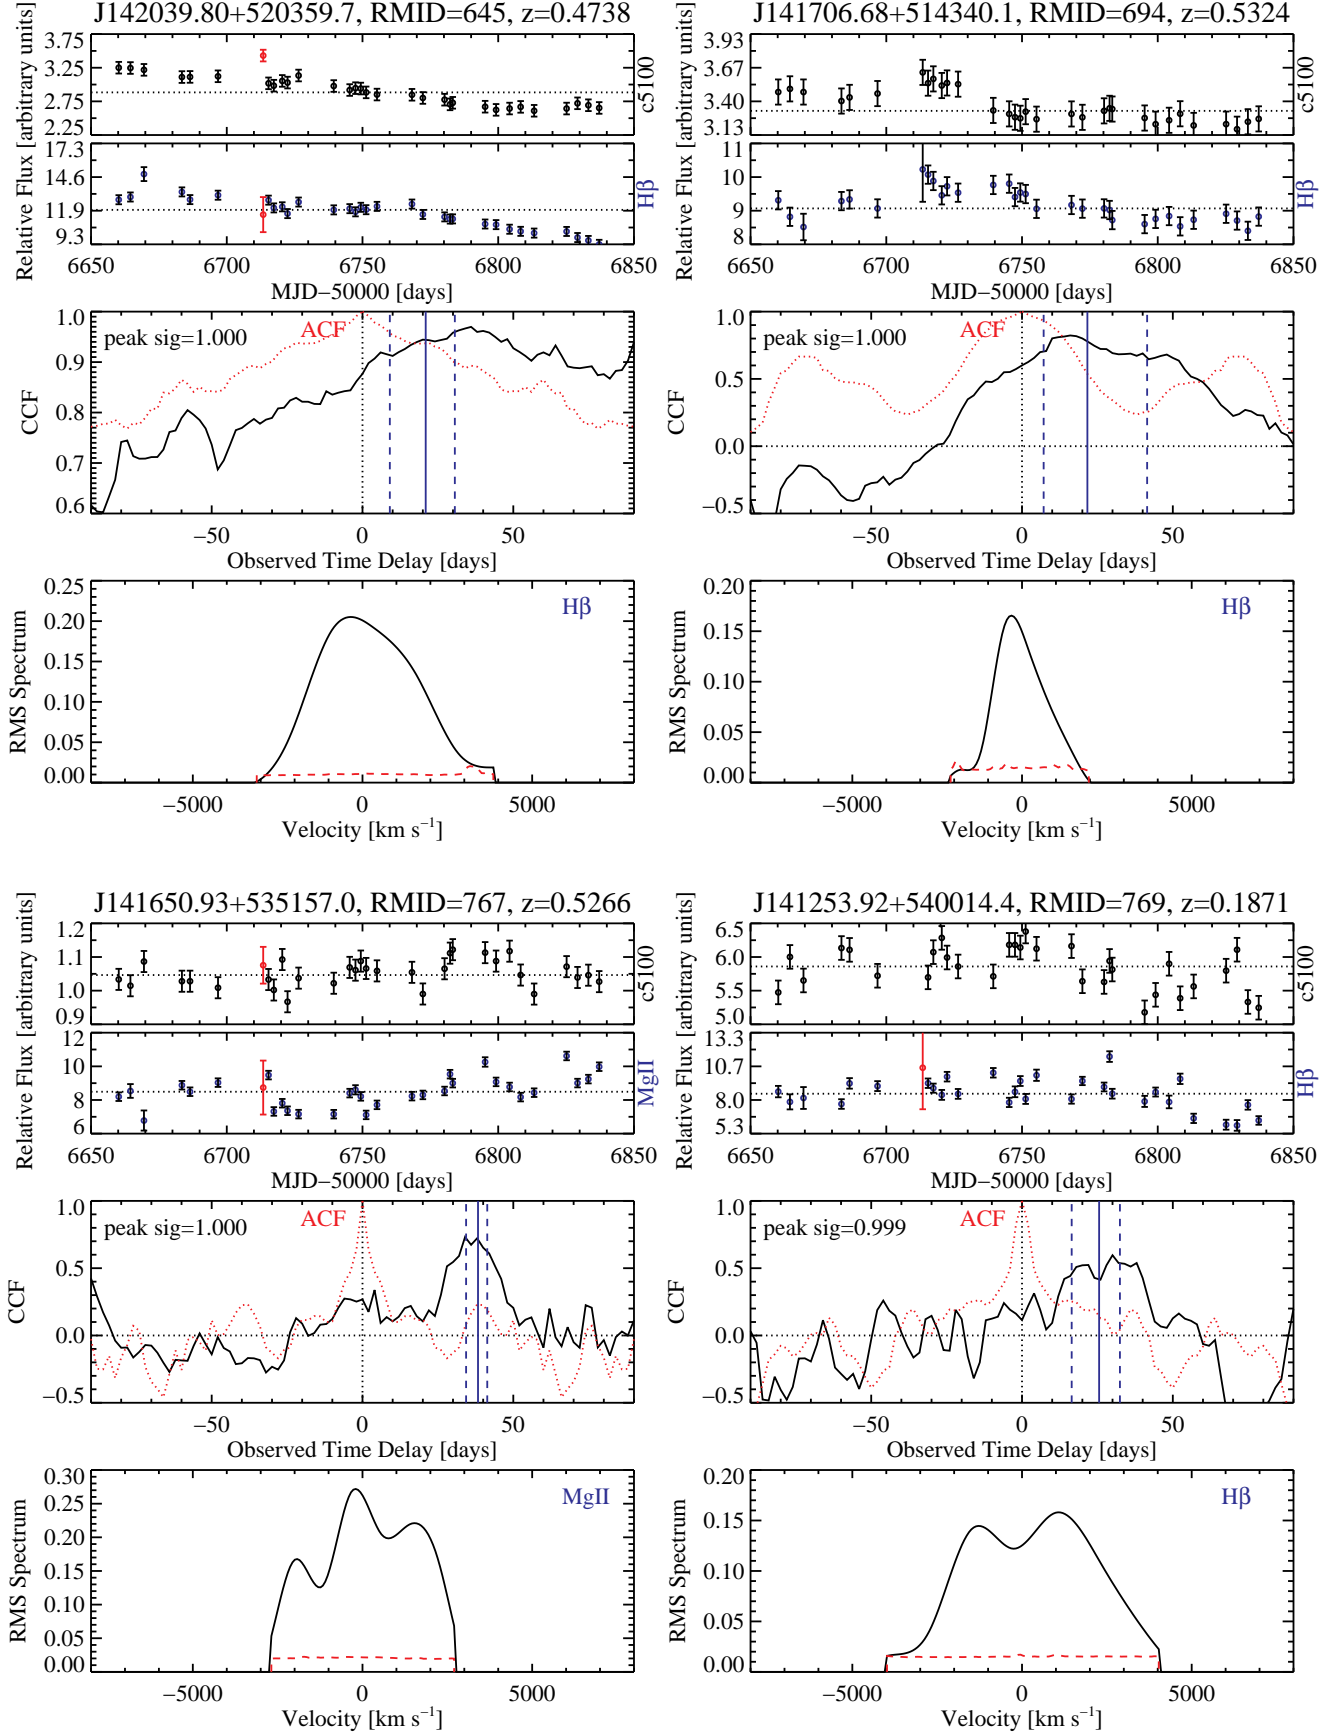 J142039.80+520359.7, RMID=645, z=0.4738
Relative Flux [arbitrary units]
3.75
3.25
2.75
2.25
c5100
17.3
14.6
11.9
9.3
Hβ
6650 6700 6750 6800 6850
MJD−50000 [days]
CCF
1.0
0.9
0.8
0.7
0.6
peak sig=1.000
ACF
−50 0 50
Observed Time Delay [days]
RMS Spectrum
0.25
0.20
0.15
0.10
0.05
0.00
Hβ
−5000 0 5000
Velocity [km s⁻¹]
J141706.68+514340.1, RMID=694, z=0.5324
Relative Flux [arbitrary units]
3.93
3.67
3.40
3.13
c5100
11
10
9
8
Hβ
6650 6700 6750 6800 6850
MJD−50000 [days]
CCF
1.0
0.5
0.0
−0.5
peak sig=1.000
ACF
−50 0 50
Observed Time Delay [days]
RMS Spectrum
0.20
0.15
0.10
0.05
0.00
Hβ
−5000 0 5000
Velocity [km s⁻¹]
J141650.93+535157.0, RMID=767, z=0.5266
Relative Flux [arbitrary units]
1.2
1.1
1.0
0.9
c5100
12
10
8
6
MgII
6650 6700 6750 6800 6850
MJD−50000 [days]
CCF
1.0
0.5
0.0
−0.5
peak sig=1.000
ACF
−50 0 50
Observed Time Delay [days]
RMS Spectrum
0.30
0.25
0.20
0.15
0.10
0.05
0.00
MgII
−5000 0 5000
Velocity [km s⁻¹]
J141253.92+540014.4, RMID=769, z=0.1871
Relative Flux [arbitrary units]
6.5
6.0
5.5
5.0
c5100
13.3
10.7
8.0
5.3
Hβ
6650 6700 6750 6800 6850
MJD−50000 [days]
CCF
1.0
0.5
0.0
−0.5
peak sig=0.999
ACF
−50 0 50
Observed Time Delay [days]
RMS Spectrum
0.20
0.15
0.10
0.05
0.00
Hβ
−5000 0 5000
Velocity [km s⁻¹]